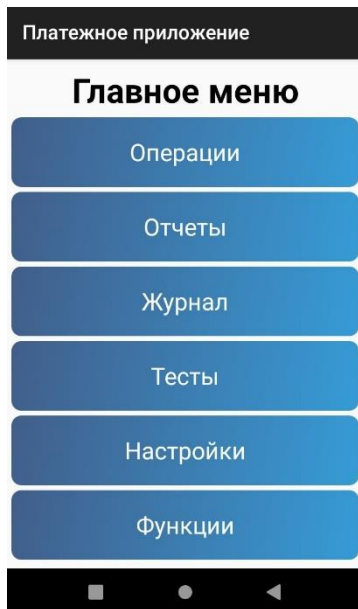 Платежное приложение
Главное меню
Операции
Отчеты
Журнал
Тесты
Настройки
Функции